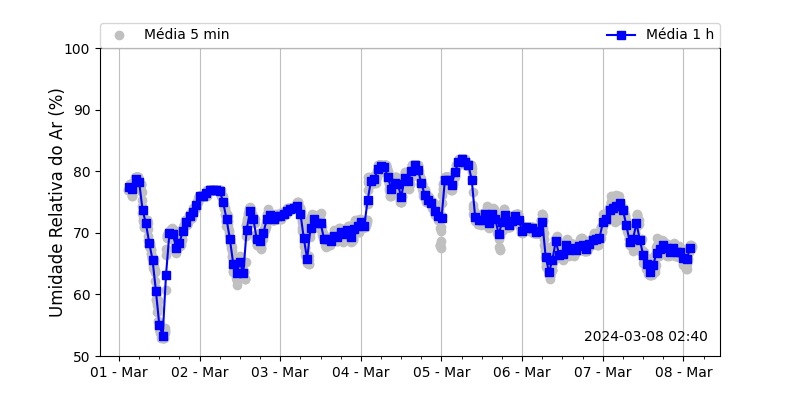 Média 5 min Média 1 h
Umidade Relativa do Ar (%)
100
90
80
70
60
50
2024-03-08 02:40
01 - Mar 02 - Mar 03 - Mar 04 - Mar 05 - Mar 06 - Mar 07 - Mar 08 - Mar